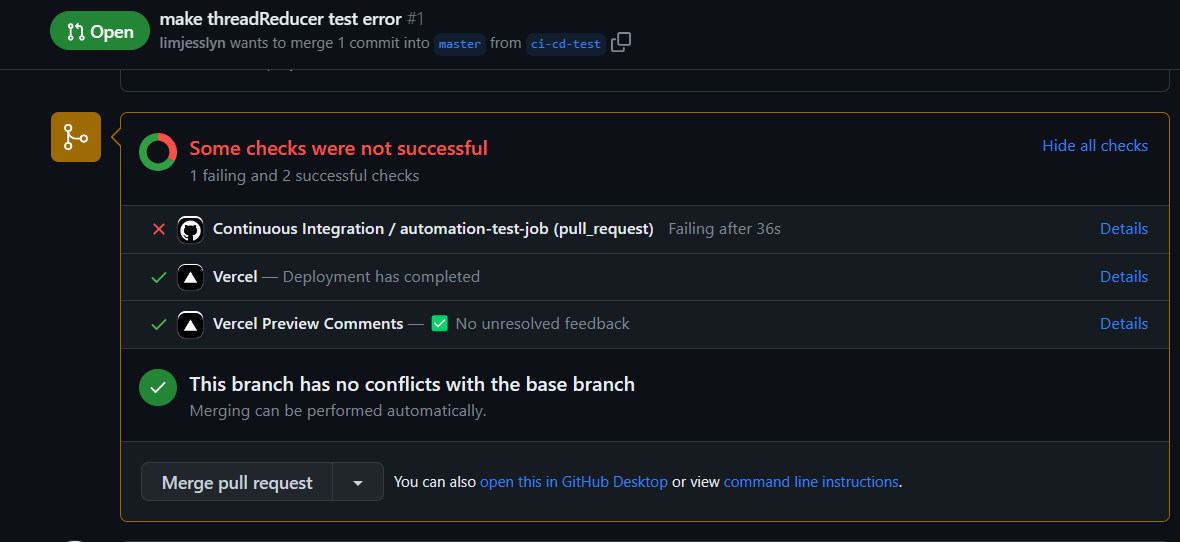 Open
make threadReducer test error #1
limjesslyn wants to merge 1 commit into master from ci-cd-test
Some checks were not successful
1 failing and 2 successful checks
Hide all checks
Continuous Integration / automation-test-job (pull_request) Failing after 36s
Details
Vercel — Deployment has completed
Details
Vercel Preview Comments — ✅ No unresolved feedback
Details
This branch has no conflicts with the base branch
Merging can be performed automatically.
Merge pull request
You can also open this in GitHub Desktop or view command line instructions.